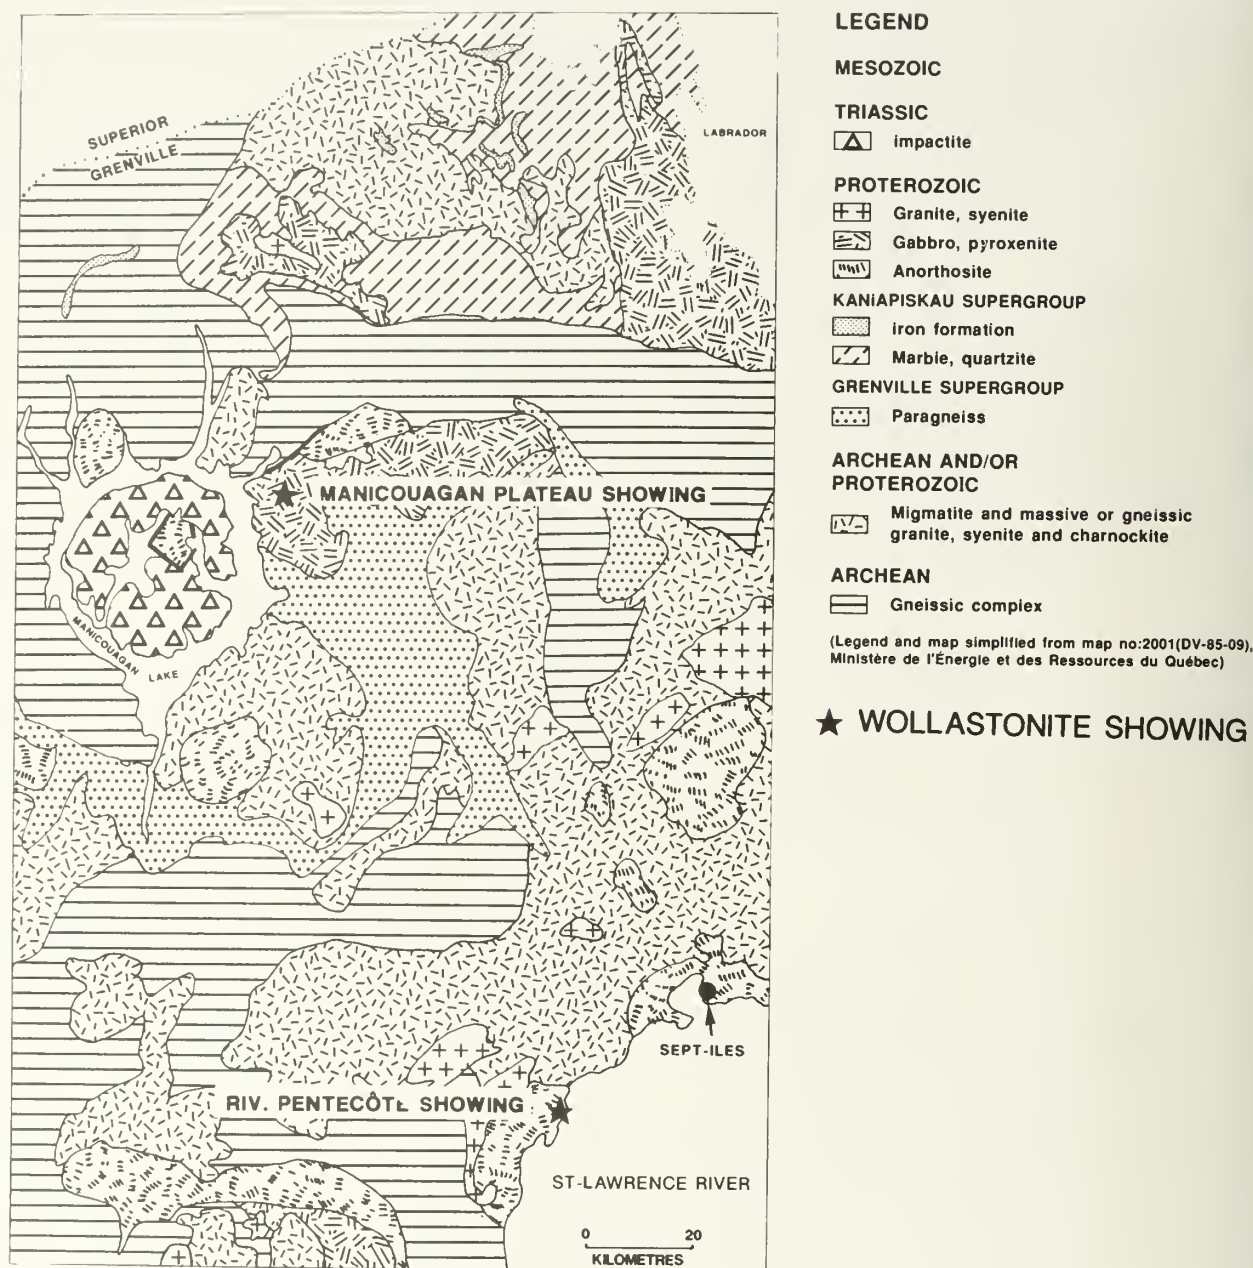 SUPERIOR
GRENVILLE
LABRADOR
MANICOUAGAN PLATEAU SHOWING
MANICOUAGAN
LAKE
SEPT-ILES
RIV. PENTECÔTE SHOWING
ST-LAWRENCE RIVER
0 20
KILOMETRES
LEGEND
MESOZOIC
TRIASSIC
impactite
PROTEROZOIC
Granite, syenite
Gabbro, pyroxenite
Anorthosite
KANIAPISKAU SUPERGROUP
iron formation
Marble, quartzite
GRENVILLE SUPERGROUP
Paragneiss
ARCHEAN AND/OR
PROTEROZOIC
Migmatite and massive or gneissic
granite, syenite and charnockite
ARCHEAN
Gneissic complex
(Legend and map simplified from map no:2001(DV-85-09),
Ministère de l'Énergie et des Ressources du Québec)
★ WOLLASTONITE SHOWING